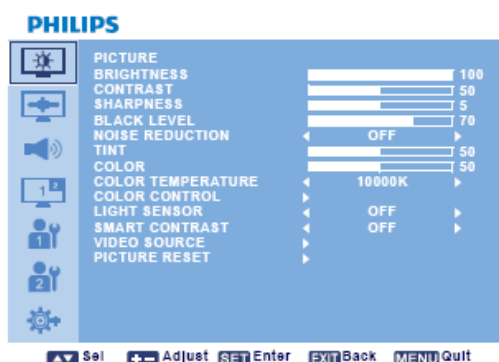 PHILIPS
PICTURE
BRIGHTNESS 100
CONTRAST 50
SHARPNESS 5
BLACK LEVEL 70
NOISE REDUCTION OFF
TINT 50
COLOR 50
COLOR TEMPERATURE 10000K
COLOR CONTROL
LIGHT SENSOR OFF
SMART CONTRAST OFF
VIDEO SOURCE
PICTURE RESET
1 2
1
2
Sel Adjust SET Enter EXIT Back MENU Quit